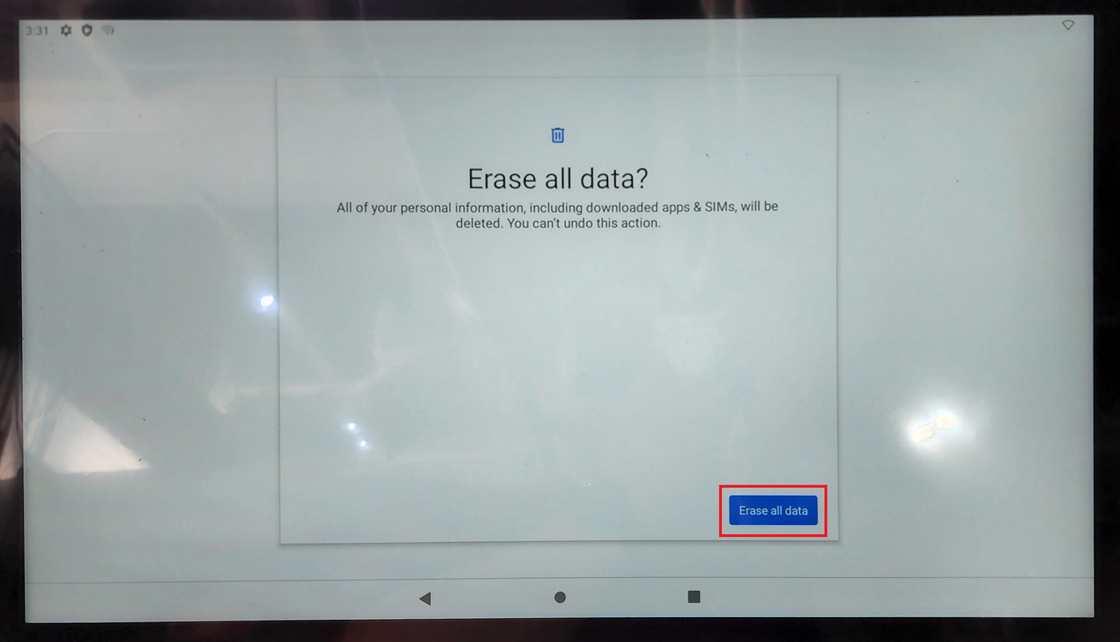 3:31
Erase all data?
All of your personal information, including downloaded apps & SIMs, will be
deleted. You can't undo this action.
Erase all data